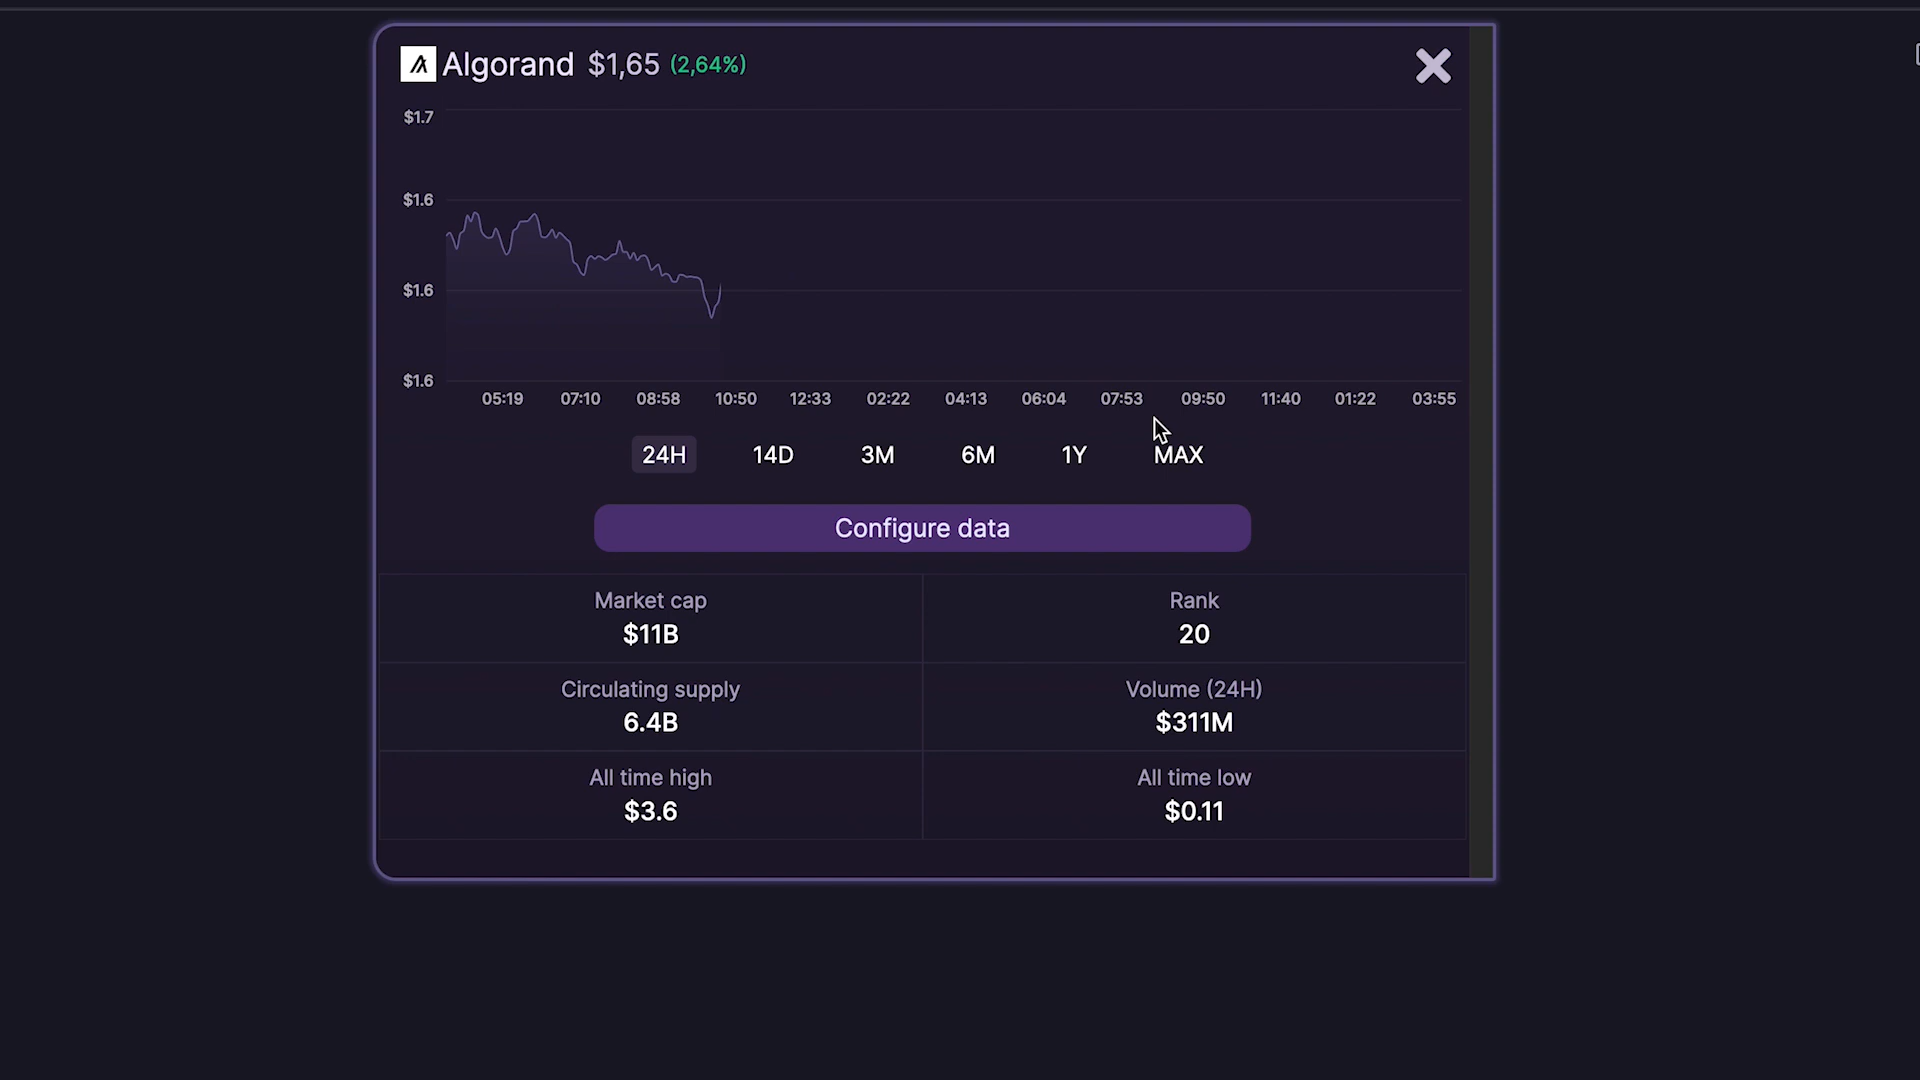 Algorand $1,65 (2,64%)
$1.7
$1.6
$1.6
$1.6
05:19 07:10 08:58 10:50 12:33 02:22 04:13 06:04 07:53 09:50 11:40 01:22 03:55
24H 14D 3M 6M 1Y MAX
Configure data
Market cap
$11B
Rank
20
Circulating supply
6.4B
Volume (24H)
$311M
All time high
$3.6
All time low
$0.11